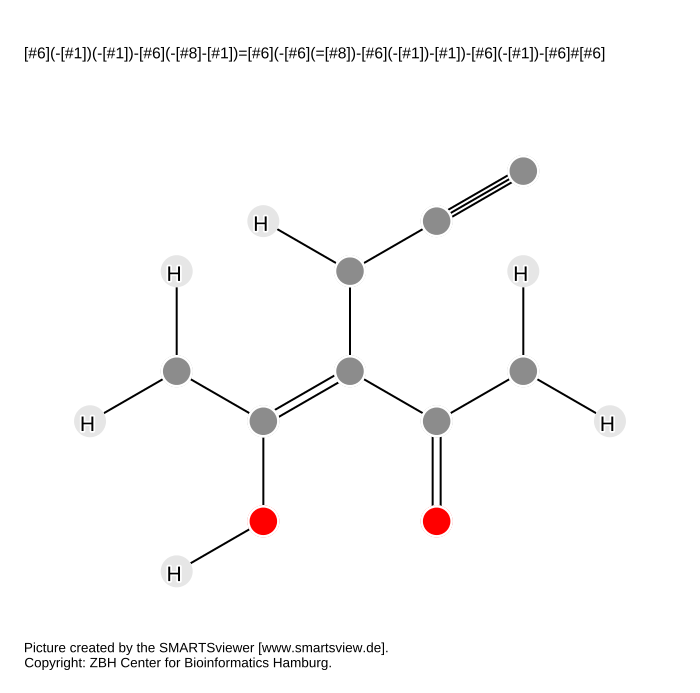 [#6](-[#1])(-[#1])-[#6](-[#8]-[#1])=[#6](-[#6](=[#8])-[#6](-[#1])-[#1])-[#6](-[#1])-[#6]#[#6]
H
H
H
H
H
H
Picture created by the SMARTSviewer [www.smartsview.de].
Copyright: ZBH Center for Bioinformatics Hamburg.